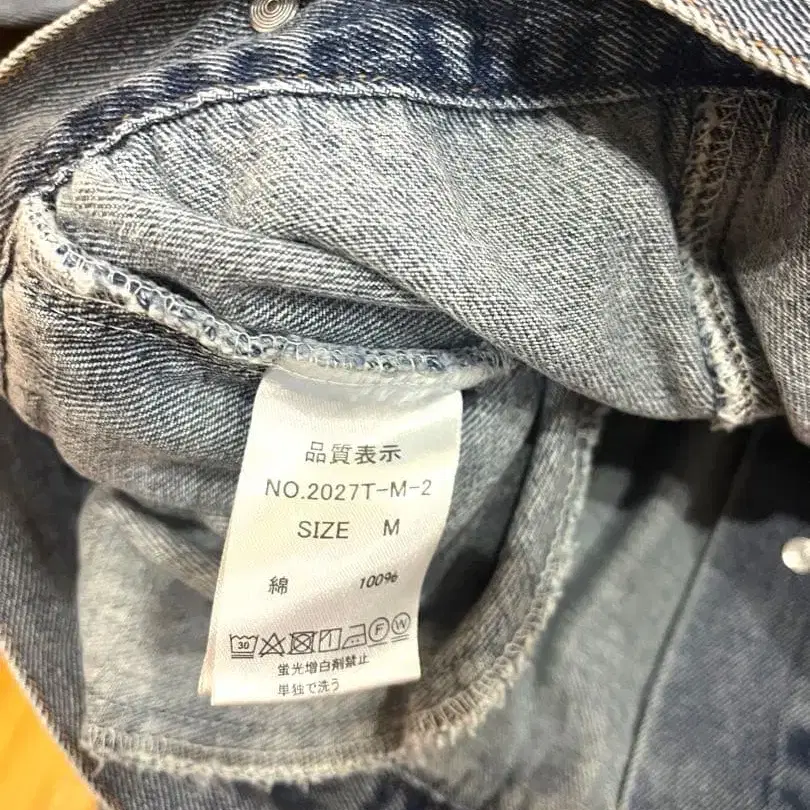 品質表示
NO.2027T-M-2
SIZE M
綿 100%
30 F W
蛍光増白剤禁止
単独で洗う